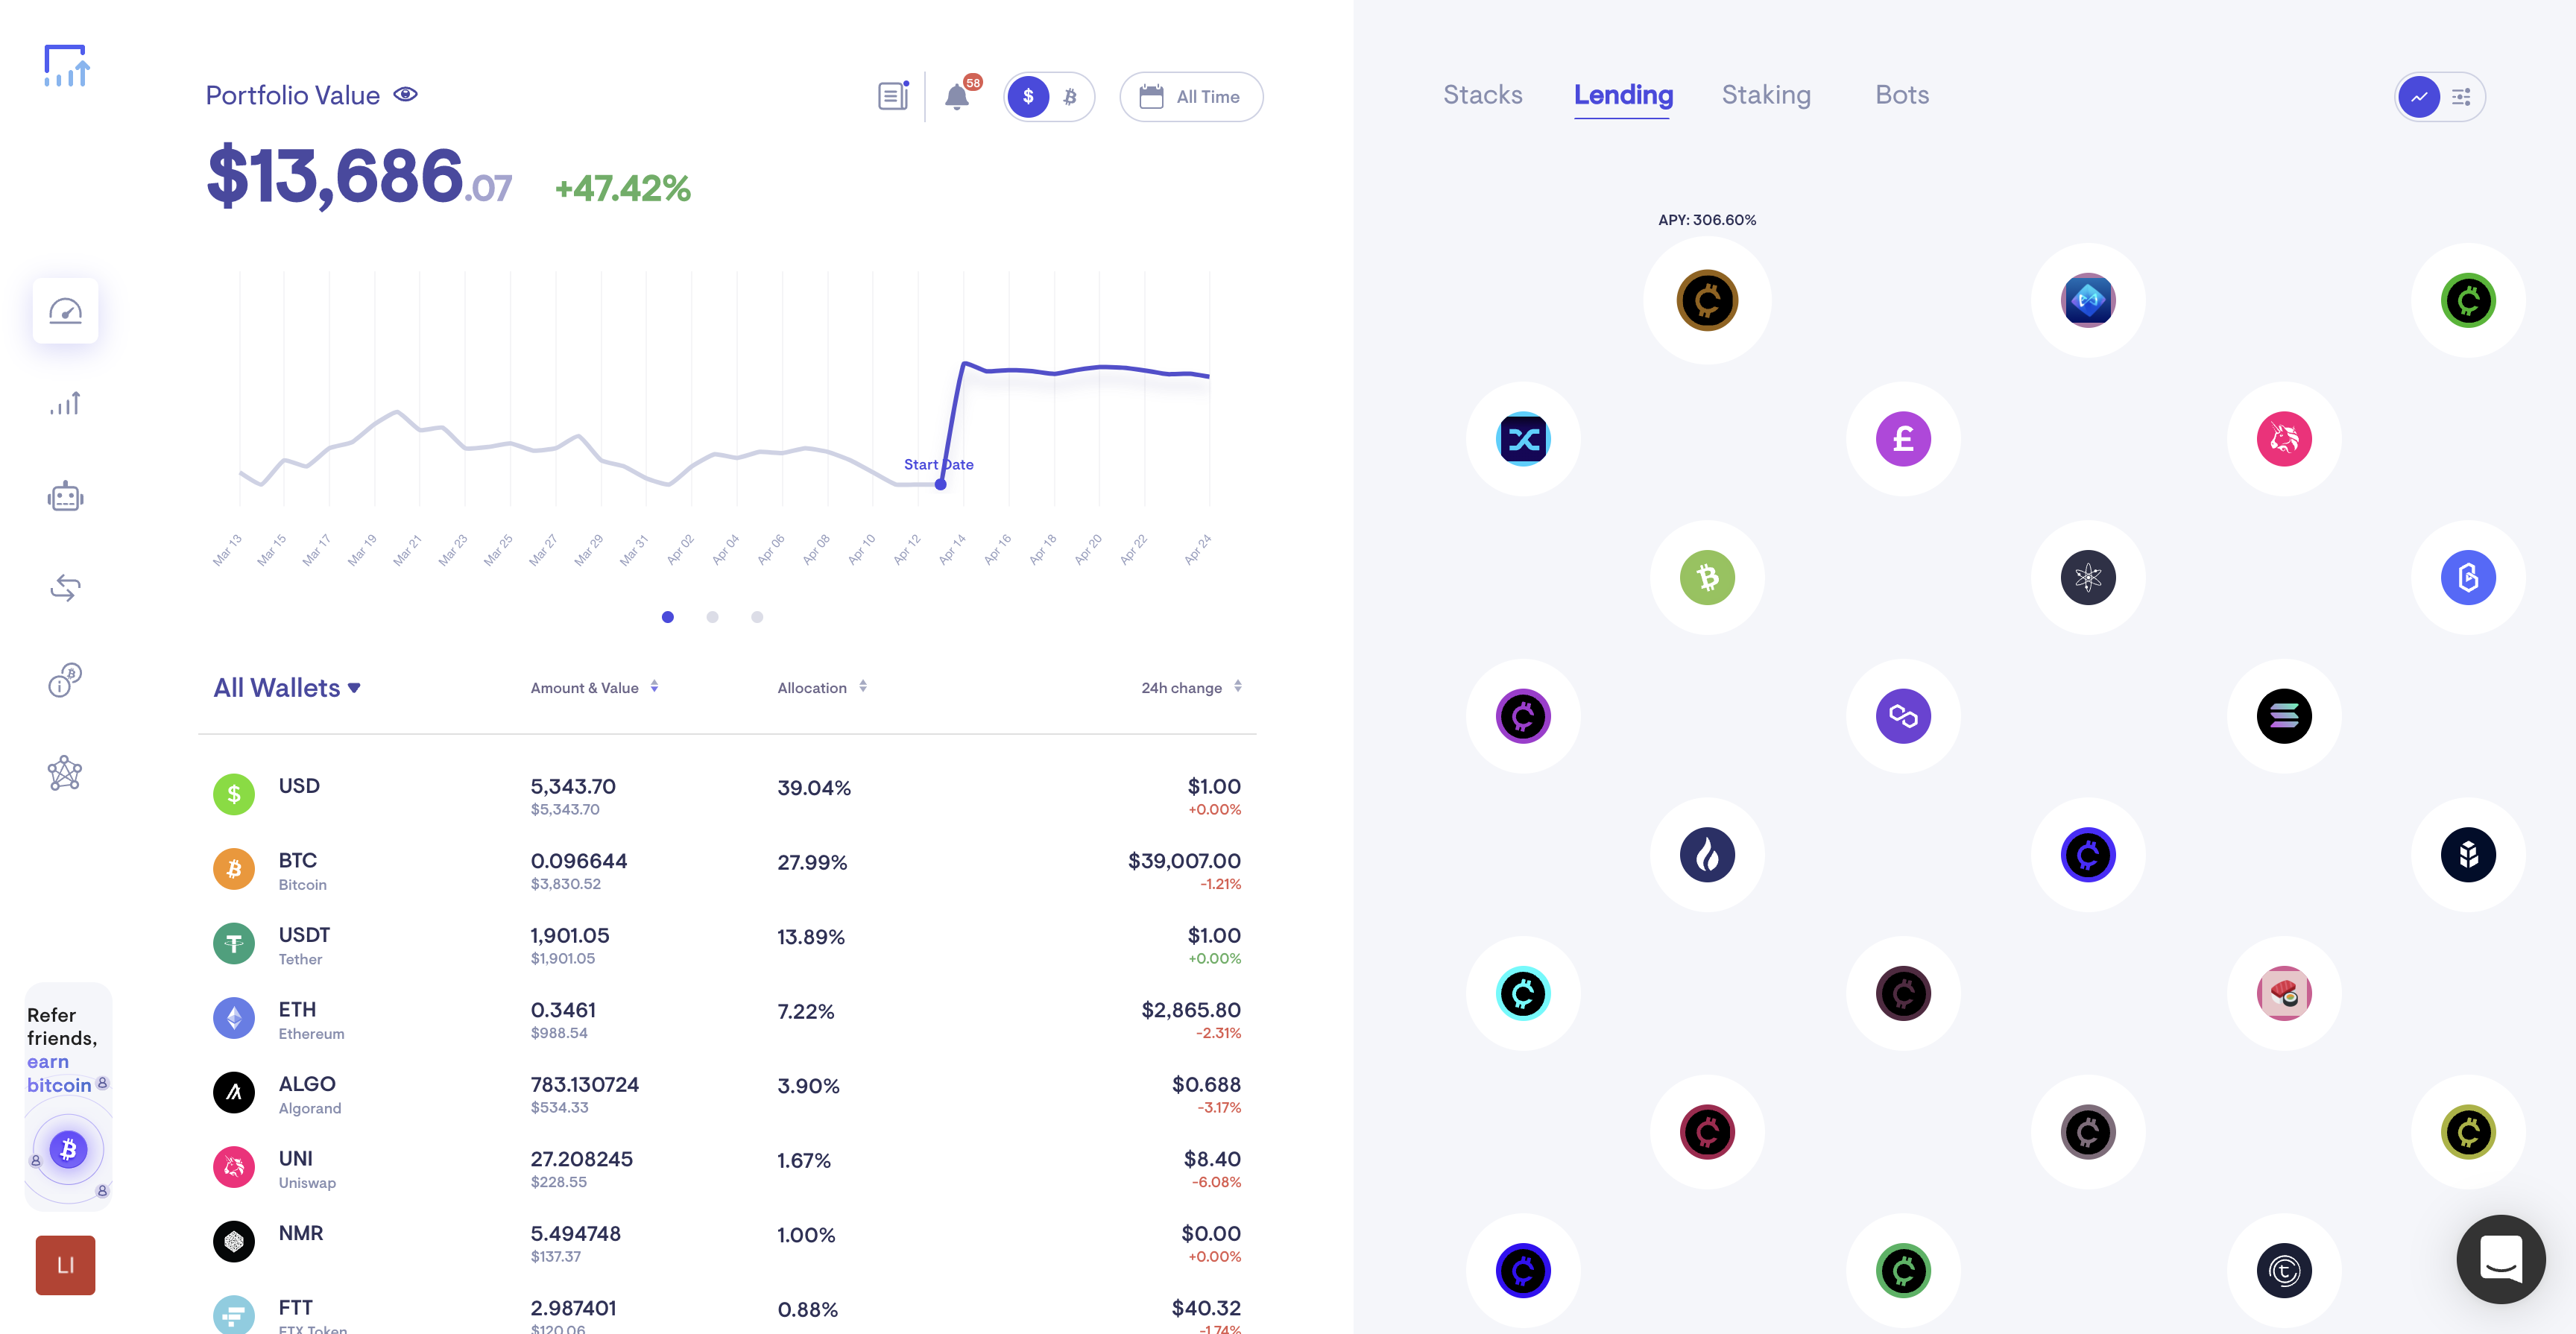 Portfolio Value
58
$
All Time
$13,686.07 +47.42%
Start Date
Mar 13 Mar 15 Mar 17 Mar 19 Mar 21 Mar 23 Mar 25 Mar 27 Mar 29 Mar 31 Apr 02 Apr 04 Apr 06 Apr 08 Apr 10 Apr 12 Apr 14 Apr 16 Apr 18 Apr 20 Apr 22 Apr 24
All Wallets Amount & Value Allocation 24h change
USD 5,343.70 39.04% $1.00
$5,343.70 +0.00%
BTC 0.096644 27.99% $39,007.00
Bitcoin $3,830.52 -1.21%
USDT 1,901.05 13.89% $1.00
Tether $1,901.05 +0.00%
ETH 0.3461 7.22% $2,865.80
Ethereum $988.54 -2.31%
ALGO 783.130724 3.90% $0.688
Algorand $534.33 -3.17%
UNI 27.208245 1.67% $8.40
Uniswap $228.55 -6.08%
NMR 5.494748 1.00% $0.00
$137.37 +0.00%
FTT 2.987401 0.88% $40.32
FTX Token $120.06 -1.74%
Refer
friends,
earn
bitcoin
LI
Stacks Lending Staking Bots
APY: 306.60%